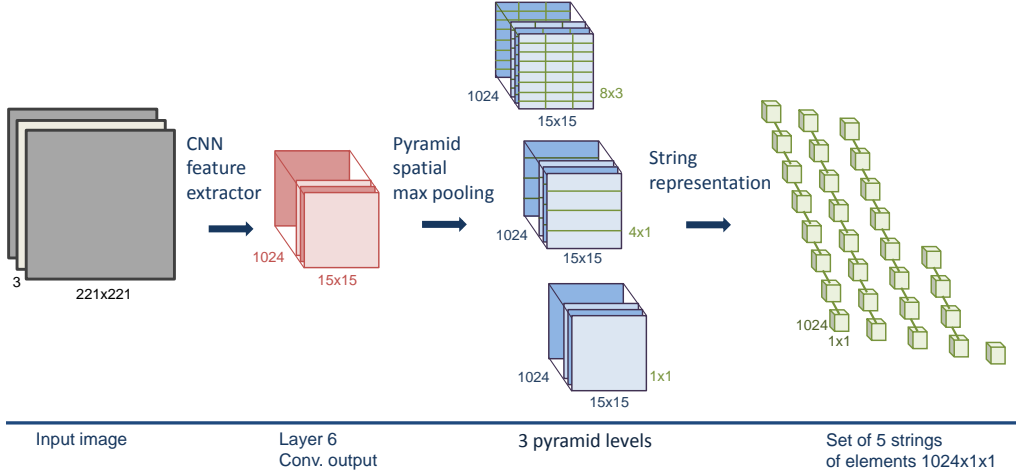 3
221x221
CNN
feature
extractor
1024
15x15
Pyramid
spatial
max pooling
1024
8x3
15x15
1024
4x1
15x15
1024
1x1
15x15
String
representation
1024
1x1
Input image
Layer 6
Conv. output
3 pyramid levels
Set of 5 strings
of elements 1024x1x1